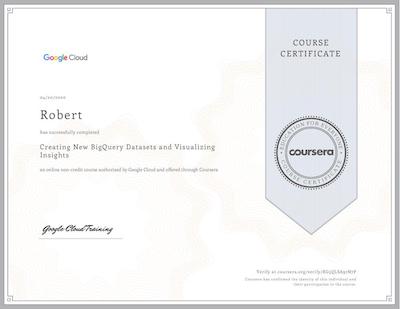 COURSE
CERTIFICATE
Google Cloud
04/20/2020
Robert
has successfully completed
Creating New BigQuery Datasets and Visualizing
Insights
an online non-credit course authorized by Google Cloud and offered through Coursera
EDUCATION FOR EVERYONE
coursera
COURSE CERTIFICATE
Google Cloud Training
Verify at coursera.org/verify/
Coursera has confirmed the identity of this individual and
their participation in the course.